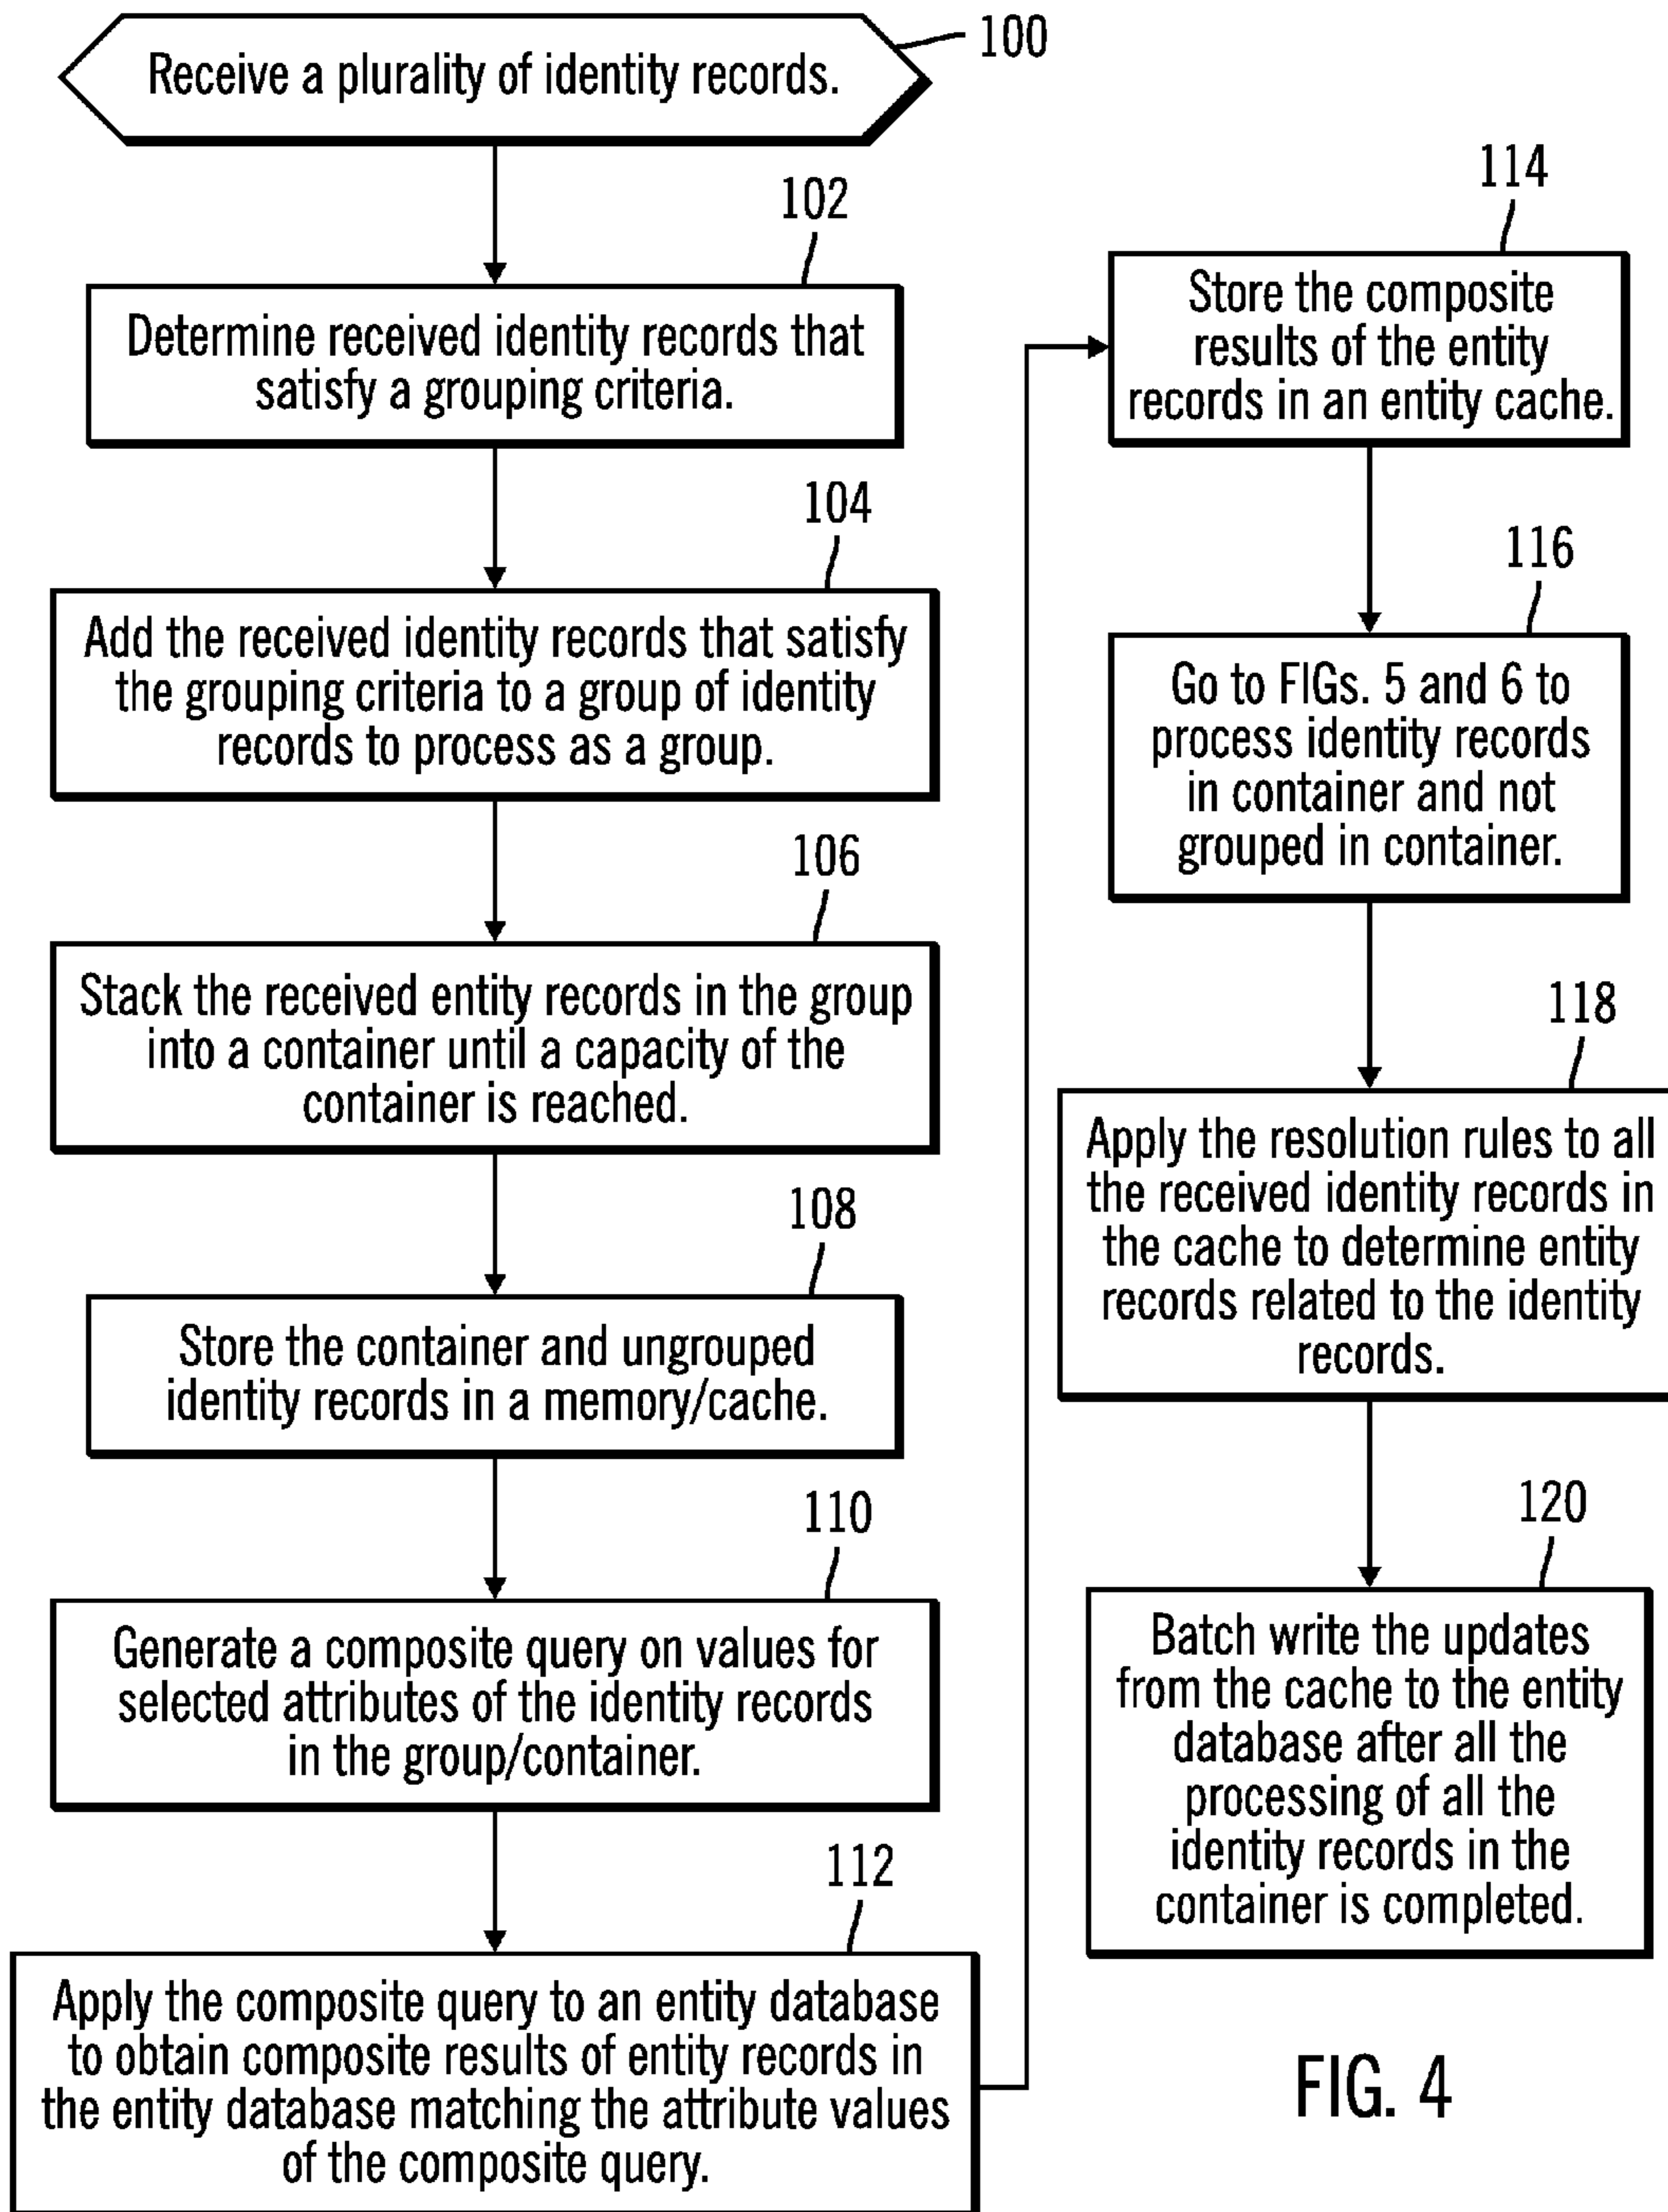 100
Receive a plurality of identity records.
102
Determine received identity records that
satisfy a grouping criteria.
104
Add the received identity records that satisfy
the grouping criteria to a group of identity
records to process as a group.
106
Stack the received entity records in the group
into a container until a capacity of the
container is reached.
108
Store the container and ungrouped
identity records in a memory/cache.
110
Generate a composite query on values for
selected attributes of the identity records
in the group/container.
112
Apply the composite query to an entity database
to obtain composite results of entity records in
the entity database matching the attribute values
of the composite query.
114
Store the composite
results of the entity
records in an entity cache.
116
Go to FIGs. 5 and 6 to
process identity records
in container and not
grouped in container.
118
Apply the resolution rules to all
the received identity records in
the cache to determine entity
records related to the identity
records.
120
Batch write the updates
from the cache to the entity
database after all the
processing of all the
identity records in the
container is completed.
FIG. 4